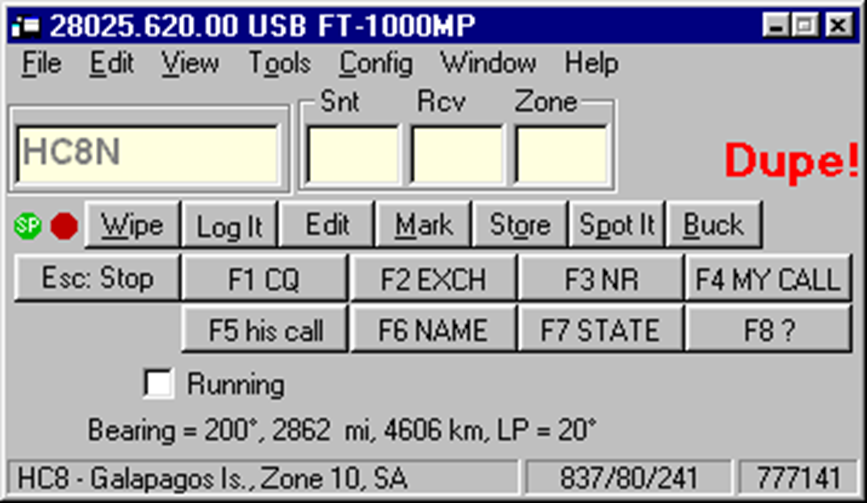 28025.620.00 USB FT-1000MP
File Edit View Tools Config Window Help
Snt Rcv Zone
HC8N
Dupe!
SP Wipe Log It Edit Mark Store Spot It Buck
Esc: Stop F1 CQ F2 EXCH F3 NR F4 MY CALL
F5 his call F6 NAME F7 STATE F8 ?
Running
Bearing = 200°, 2862 mi, 4606 km, LP = 20°
HC8 - Galapagos Is., Zone 10, SA 837/80/241 777141